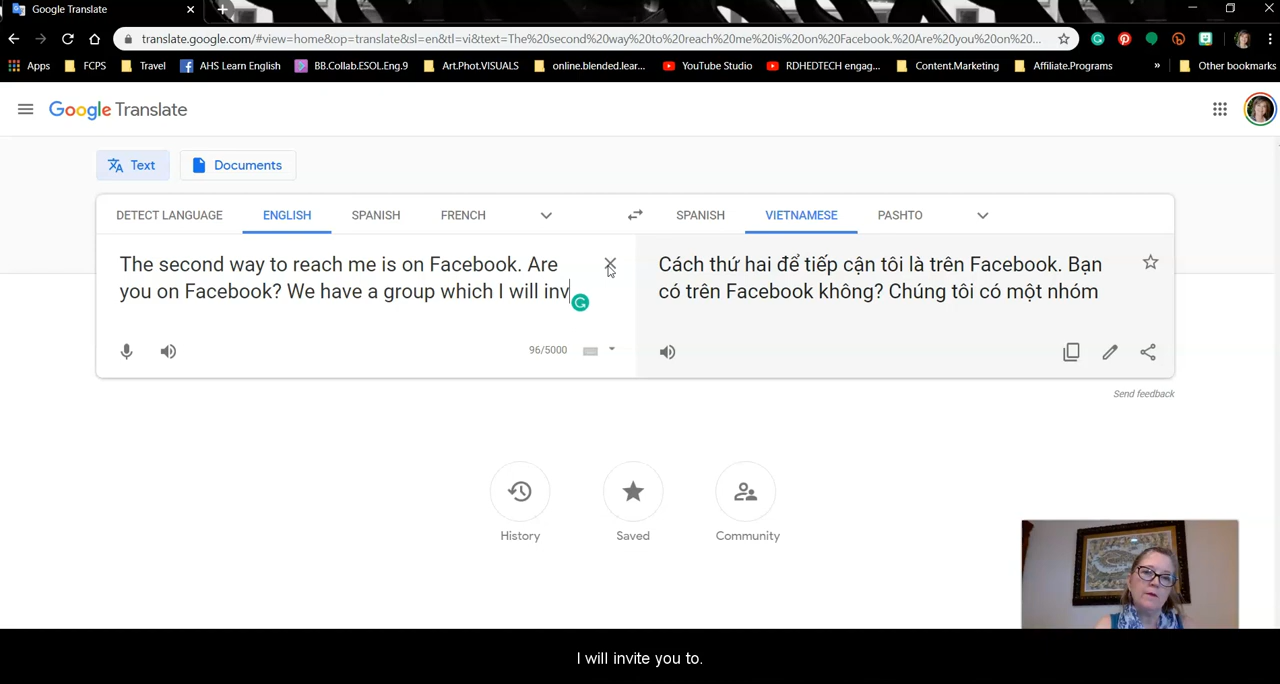 Google Translate
translate.google.com/#view=home&op=translate&sl=en&tl=vi&text=The%20second%20way%20to%20reach%20me%20is%20on%20Facebook.%20Are%20you%20on%20...
Apps FCPS Travel AHS Learn English BB.Collab.ESOL.Eng.9 Art.Phot.VISUALS online.blended.lear... YouTube Studio RDHEDTECH engag... Content.Marketing Affiliate.Programs » Other bookmarks
Google Translate
Text Documents
DETECT LANGUAGE ENGLISH SPANISH FRENCH SPANISH VIETNAMESE PASHTO
The second way to reach me is on Facebook. Are
you on Facebook? We have a group which I will inv
96/5000
Cách thứ hai để tiếp cận tôi là trên Facebook. Bạn
có trên Facebook không? Chúng tôi có một nhóm
Send feedback
History Saved Community
I will invite you to.